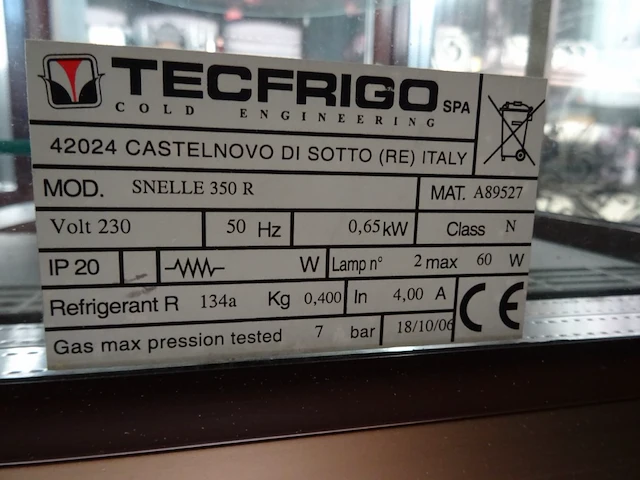 TECFRIGO SPA
COLD ENGINEERING
42024 CASTELNOVO DI SOTTO (RE) ITALY
MOD. SNELLE 350 R MAT. A89527
Volt 230 50 Hz 0,65 kW Class N
IP 20 W Lamp n° 2 max 60 W
Refrigerant R 134a Kg 0,400 In 4,00 A CE
Gas max pression tested 7 bar 18/10/06